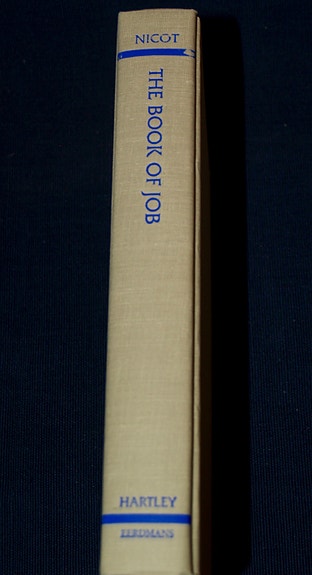 NICOT
THE BOOK OF JOB
HARTLEY
EERDMANS